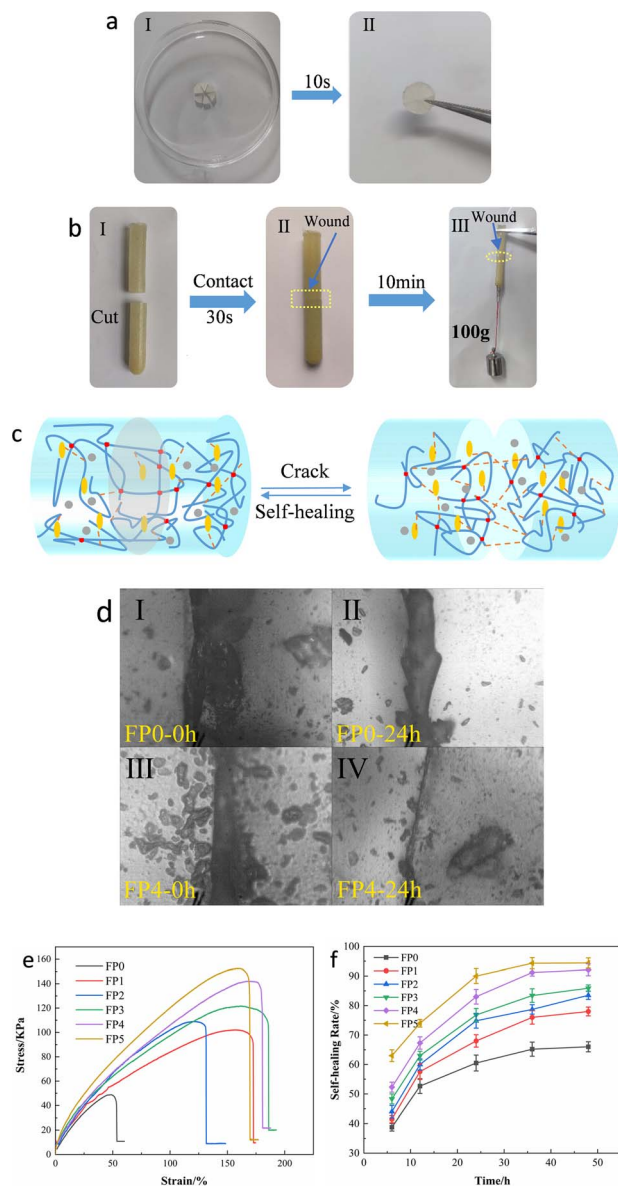 a
I
II
10s
b
I
II
III
Wound
Wound
Contact
30s
10min
Cut
100g
c
Crack
Self-healing
d
I
II
FP0-0h
FP0-24h
III
IV
FP4-0h
FP4-24h
e
160
140
120
100
80
60
40
20
0
Stress/KPa
FP0
FP1
FP2
FP3
FP4
FP5
0 50 100 150 200
Strain/%
f
100
90
80
70
60
50
40
30
Self-healing Rate/%
FP0
FP1
FP2
FP3
FP4
FP5
0 10 20 30 40 50
Time/h